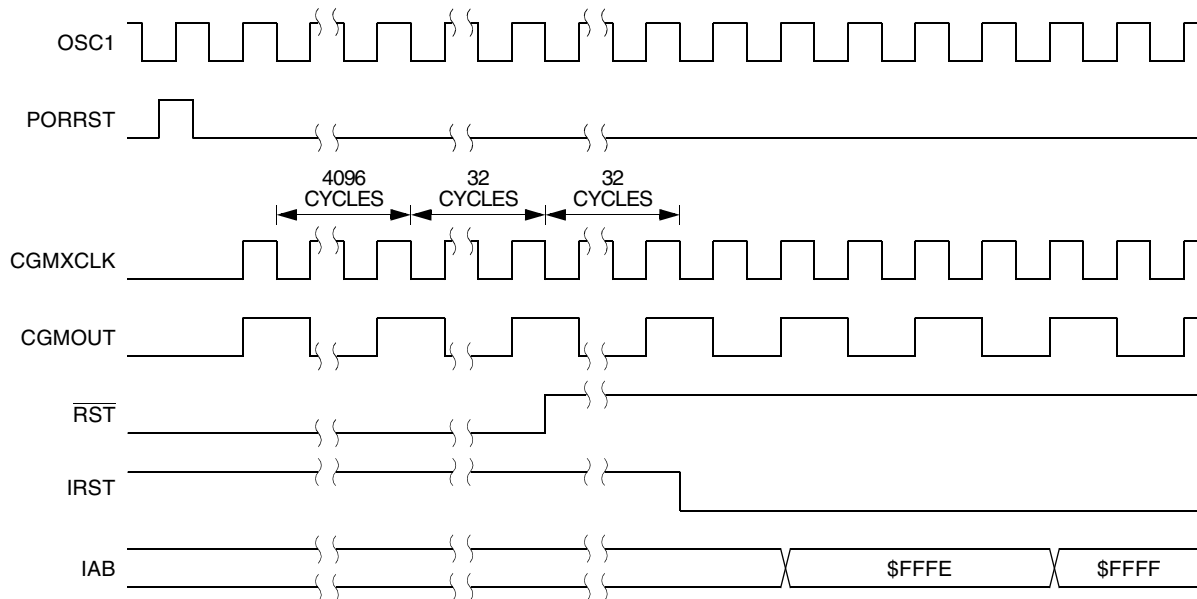 OSC1
PORRST
4096
CYCLES
32
CYCLES
32
CYCLES
CGMXCLK
CGMOUT
RST
IRST
IAB
$FFFE
$FFFF